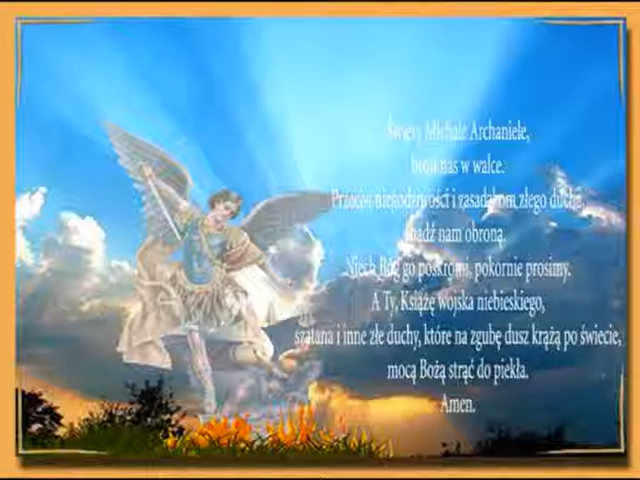 Święty Michale Archaniele,
broń nas w walce.
Przeciw niegodziwości i zasadzkom złego ducha
bądź nam obroną.
Niech Bóg go poskromi, pokornie prosimy.
A Ty, Książę wojska niebieskiego,
szatana i inne złe duchy, które na zgubę dusz krążą po świecie,
mocą Bożą strąć do piekła.
Amen.